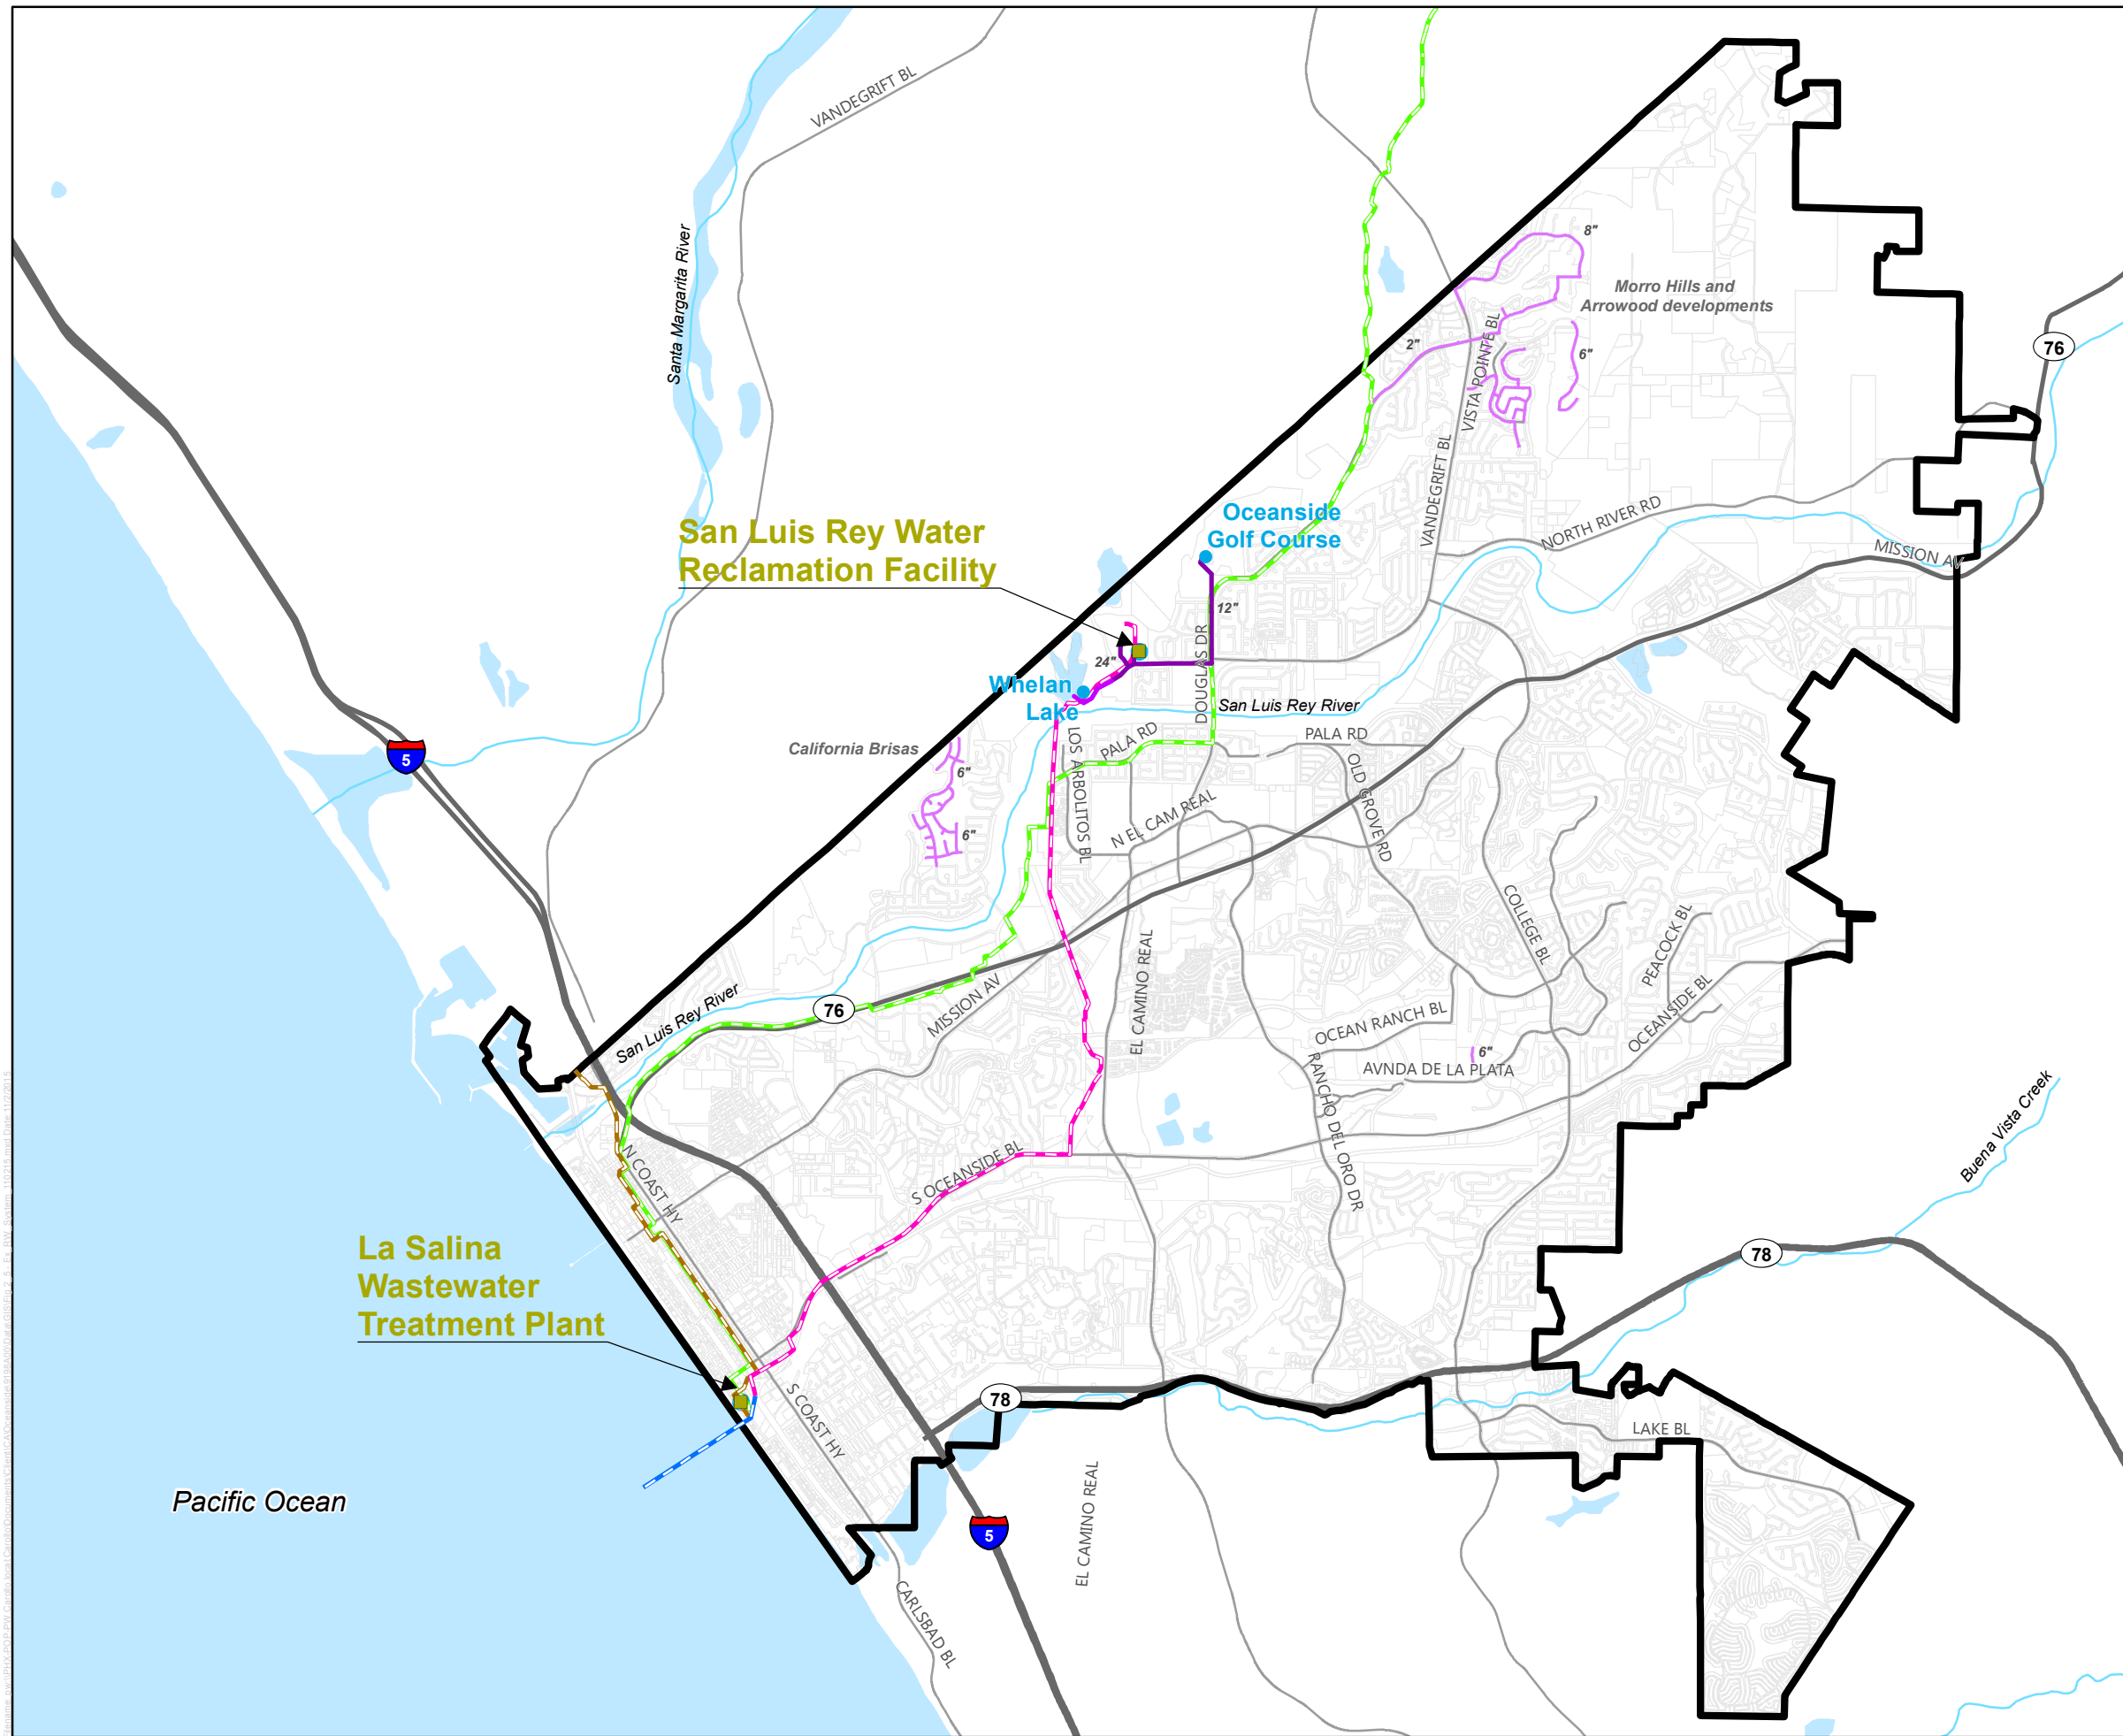 VANDEGRIFT BL
Santa Margarita River
8"
Morro Hills and
Arrowood developments
76
2"
VISTA POINTE BL
6"
VANDEGRIFT BL
San Luis Rey Water
Reclamation Facility
Oceanside
Golf Course
NORTH RIVER RD
MISSION AV
12"
DOUGLAS DR
24"
Whelan
Lake
San Luis Rey River
California Brisas
5
6"
6"
LOS ARBOLITOS BL
PALA RD
PALA RD
OLD GROVE RD
N EL CAM REAL
COLLEGE BL
PEACOCK BL
OCEANSIDE BL
EL CAMINO REAL
MISSION AV
76
San Luis Rey River
OCEAN RANCH BL
6"
AVNDA DE LA PLATA
RANCHO DEL ORO DR
Buena Vista Creek
S OCEANSIDE BL
N COAST HY
La Salina
Wastewater
Treatment Plant
78
78
S COAST HY
LAKE BL
Pacific Ocean
EL CAMINO REAL
5
CARLSBAD BL